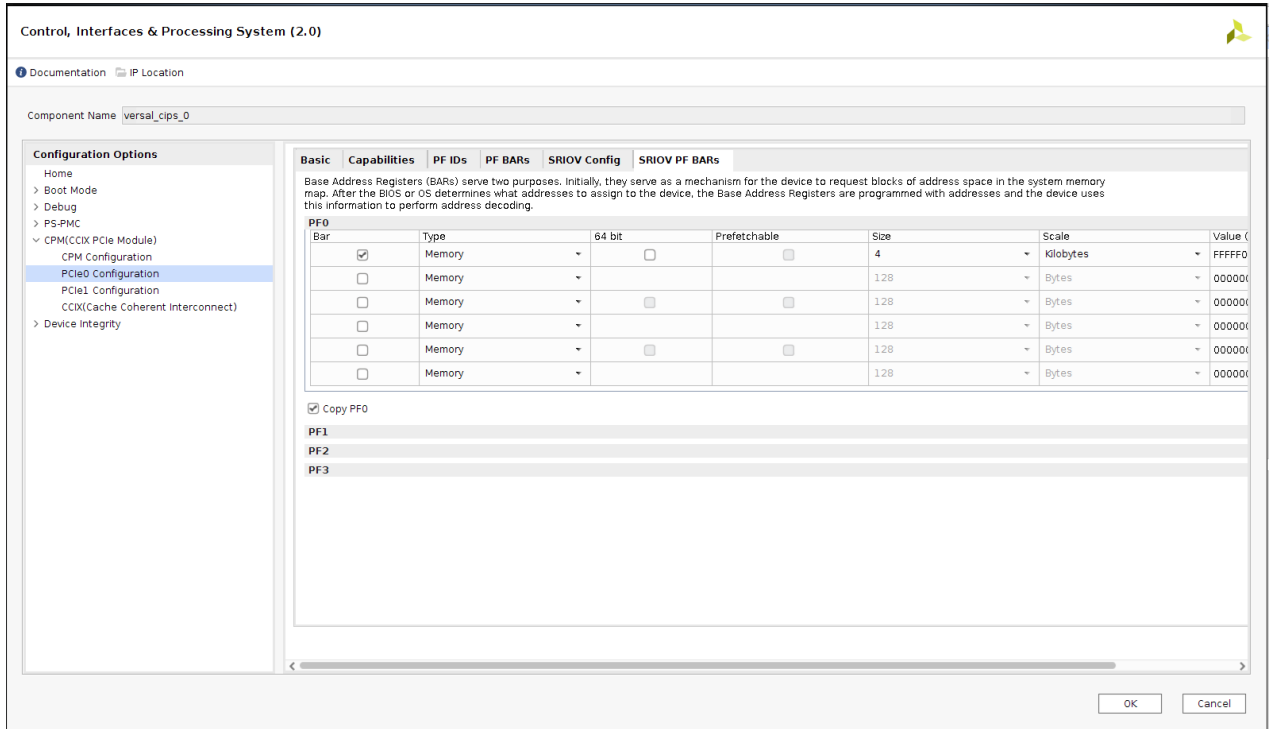 Control, Interfaces & Processing System (2.0)
Documentation IP Location
Component Name versal_cips_0
Configuration Options
Home
Boot Mode
Debug
PS-PMC
CPM(CCIX PCIe Module)
CPM Configuration
PCIe0 Configuration
PCIe1 Configuration
CCIX(Cache Coherent Interconnect)
Device Integrity
Basic Capabilities PF IDs PF BARs SRIOV Config SRIOV PF BARs
Base Address Registers (BARs) serve two purposes. Initially, they serve as a mechanism for the device to request blocks of address space in the system memory
map. After the BIOS or OS determines what addresses to assign to the device, the Base Address Registers are programmed with addresses and the device uses
this information to perform address decoding.
PF0
Bar Type 64 bit Prefetchable Size Scale Value (
Memory 4 Kilobytes FFFFF0
Memory 128 Bytes 00000
Memory 128 Bytes 00000
Memory 128 Bytes 00000
Memory 128 Bytes 00000
Memory 128 Bytes 00000
Copy PF0
PF1
PF2
PF3
OK Cancel